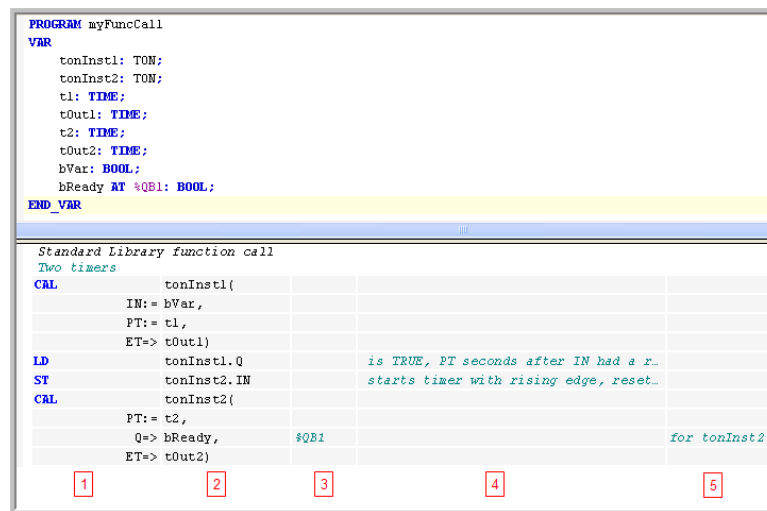 PROGRAM myFuncCall
VAR
tonInst1: TON;
tonInst2: TON;
t1: TIME;
tOut1: TIME;
t2: TIME;
tOut2: TIME;
bVar: BOOL;
bReady AT %QB1: BOOL;
END_VAR
Standard Library function call
Two timers
CAL tonInst1(
IN:= bVar,
PT:= t1,
ET=> tOut1)
LD tonInst1.Q is TRUE, PT seconds after IN had a r…
ST tonInst2.IN starts timer with rising edge, reset…
CAL tonInst2(
PT:= t2,
Q=> bReady, %QB1 for tonInst2
ET=> tOut2)
1 2 3 4 5